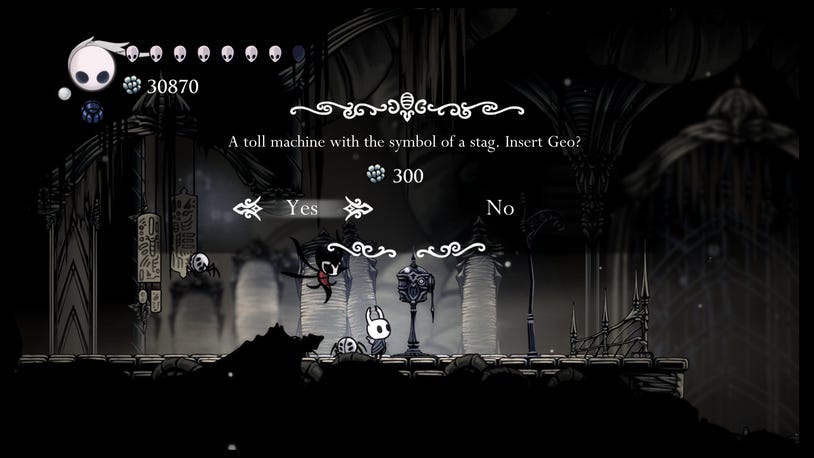 30870
A toll machine with the symbol of a stag. Insert Geo?
300
Yes No